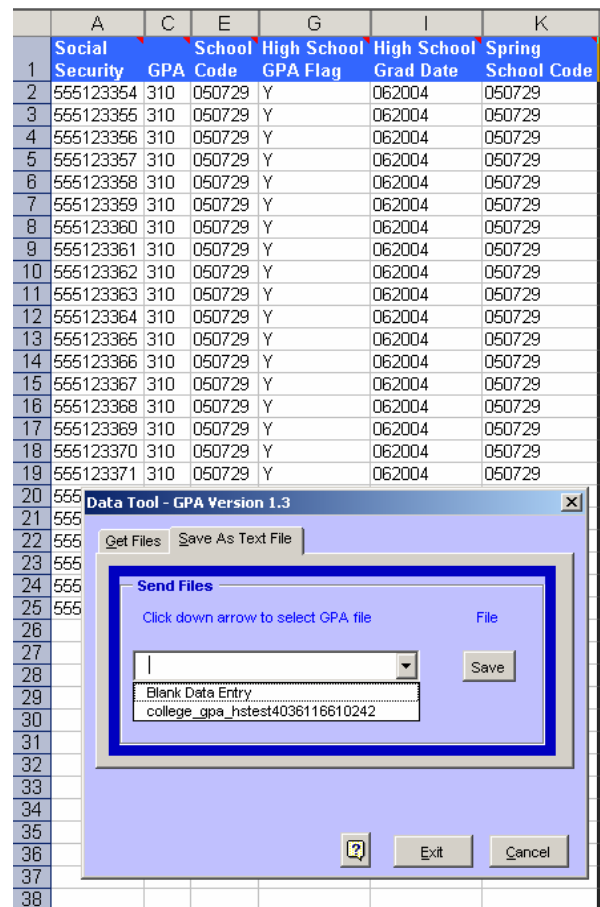 A C E G I K
Social School High School High School Spring
1 Security GPA Code GPA Flag Grad Date School Code
2 555123354 310 050729 Y 062004 050729
3 555123355 310 050729 Y 062004 050729
4 555123356 310 050729 Y 062004 050729
5 555123357 310 050729 Y 062004 050729
6 555123358 310 050729 Y 062004 050729
7 555123359 310 050729 Y 062004 050729
8 555123360 310 050729 Y 062004 050729
9 555123361 310 050729 Y 062004 050729
10 555123362 310 050729 Y 062004 050729
11 555123363 310 050729 Y 062004 050729
12 555123364 310 050729 Y 062004 050729
13 555123365 310 050729 Y 062004 050729
14 555123366 310 050729 Y 062004 050729
15 555123367 310 050729 Y 062004 050729
16 555123368 310 050729 Y 062004 050729
17 555123369 310 050729 Y 062004 050729
18 555123370 310 050729 Y 062004 050729
19 555123371 310 050729 Y 062004 050729
20 555 Data Tool - GPA Version 1.3
21 555
22 555 Get Files Save As Text File
23 555
24 555 Send Files
25 555 Click down arrow to select GPA file File
26
27
28 Save
29 Blank Data Entry
30 college_gpa_hstest4036116610242
31
32
33
34
35
36 Exit Cancel
37
38